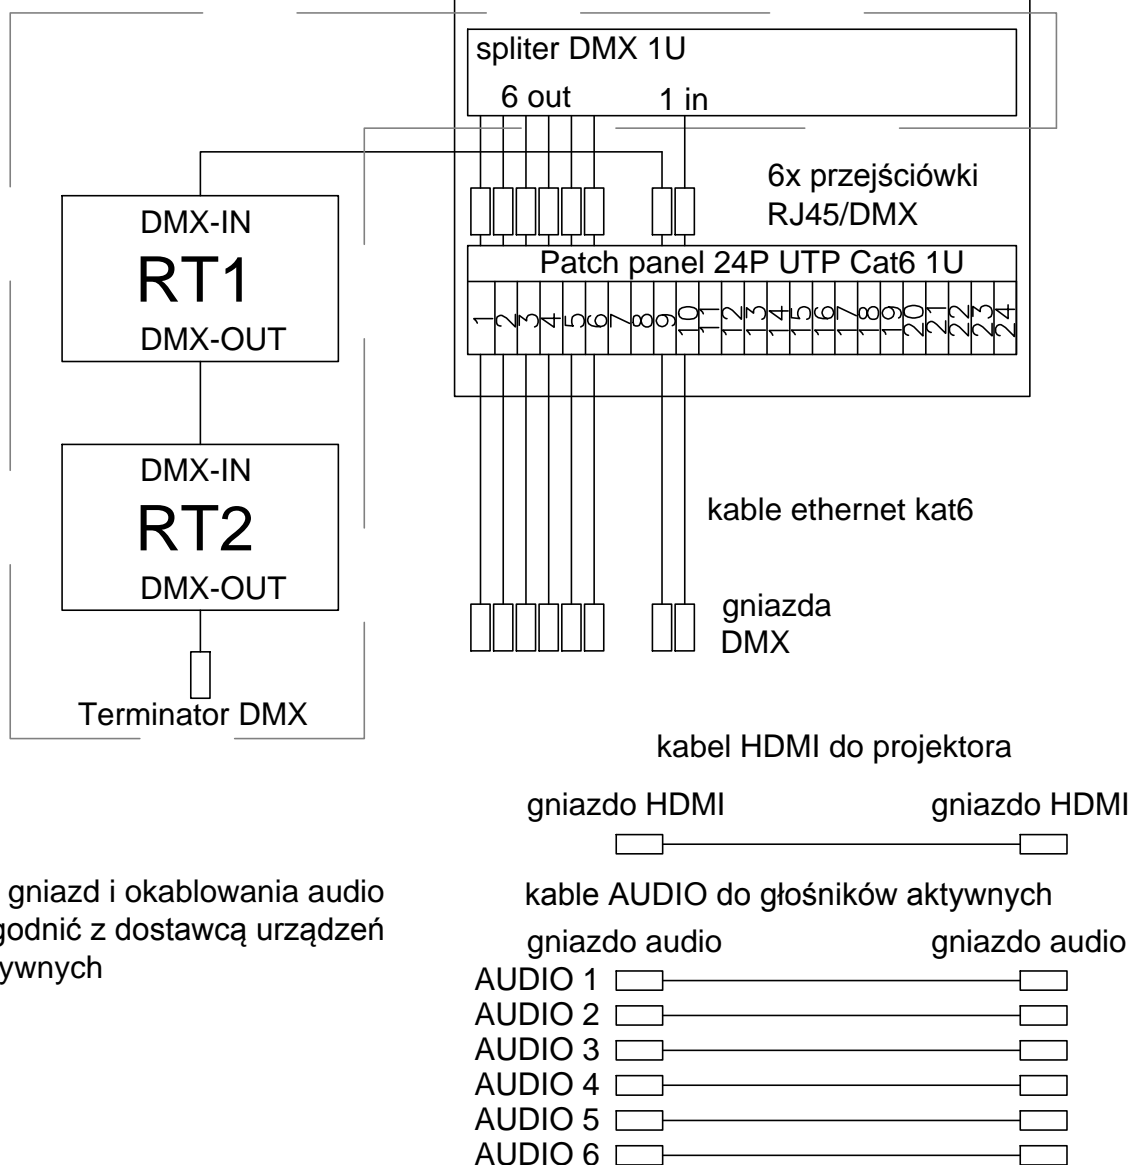 spliter DMX 1U
6 out 1 in
6x przejściówki
RJ45/DMX
Patch panel 24P UTP Cat6 1U
1 2 3 4 5 6 7 8 9 10 11 12 13 14 15 16 17 18 19 20 21 22 23 24
DMX-IN
RT1
DMX-OUT
DMX-IN
RT2
DMX-OUT
Terminator DMX
kable ethernet kat6
gniazda
DMX
kabel HDMI do projektora
gniazdo HDMI gniazdo HDMI
gniazd i okablowania audio
godnić z dostawcą urządzeń
ywnych
kable AUDIO do głośników aktywnych
gniazdo audio gniazdo audio
AUDIO 1
AUDIO 2
AUDIO 3
AUDIO 4
AUDIO 5
AUDIO 6